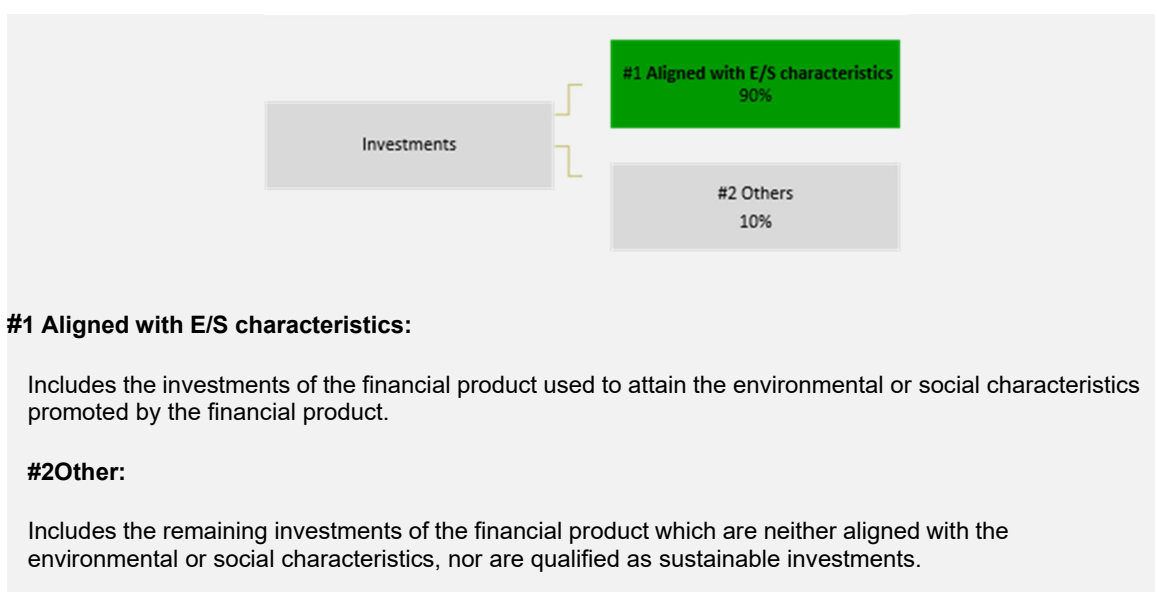 #1 Aligned with E/S characteristics
90%
Investments
#2 Others
10%
#1 Aligned with E/S characteristics:
Includes the investments of the financial product used to attain the environmental or social characteristics
promoted by the financial product.
#2Other:
Includes the remaining investments of the financial product which are neither aligned with the
environmental or social characteristics, nor are qualified as sustainable investments.